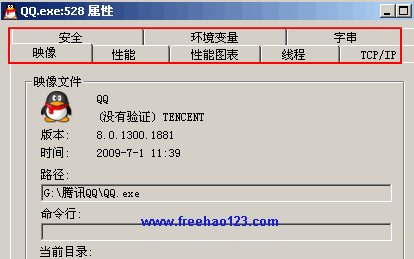 QQ.exe:528 属性
安全 环境变量 字串
映像 性能 性能图表 线程 TCP/IP
映像文件
QQ
(没有验证) TENCENT
版本: 8.0.1300.1881
时间: 2009-7-1 11:39
路径:
G:\腾讯QQ\QQ.exe
命令行:
www.freehao123.com
当前目录: